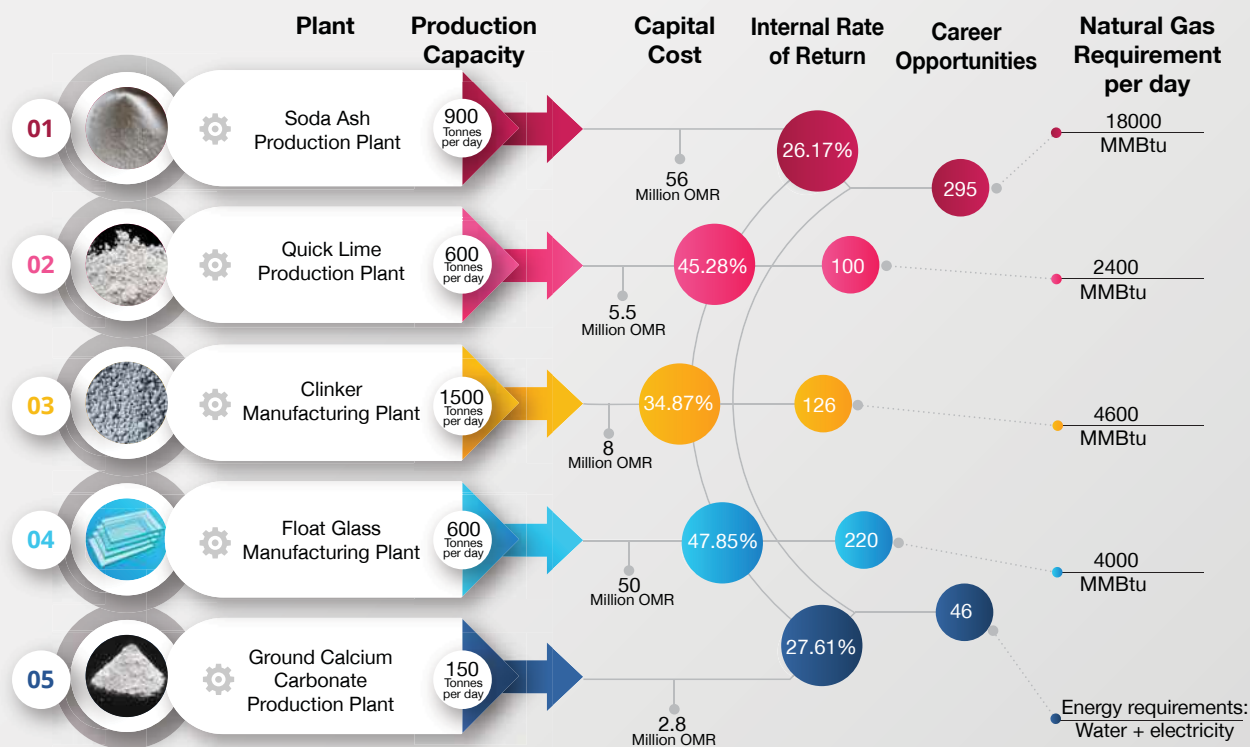 Plant
Production
Capacity
Capital
Cost
Internal Rate
of Return
Career
Opportunities
Natural Gas
Requirement
per day
01
Soda Ash
Production Plant
900
Tonnes
per day
56
Million OMR
26.17%
295
18000
MMBtu
02
Quick Lime
Production Plant
600
Tonnes
per day
5.5
Million OMR
45.28%
100
2400
MMBtu
03
Clinker
Manufacturing Plant
1500
Tonnes
per day
8
Million OMR
34.87%
126
4600
MMBtu
04
Float Glass
Manufacturing Plant
600
Tonnes
per day
50
Million OMR
47.85%
220
4000
MMBtu
05
Ground Calcium
Carbonate
Production Plant
150
Tonnes
per day
2.8
Million OMR
27.61%
46
Energy requirements:
Water + electricity